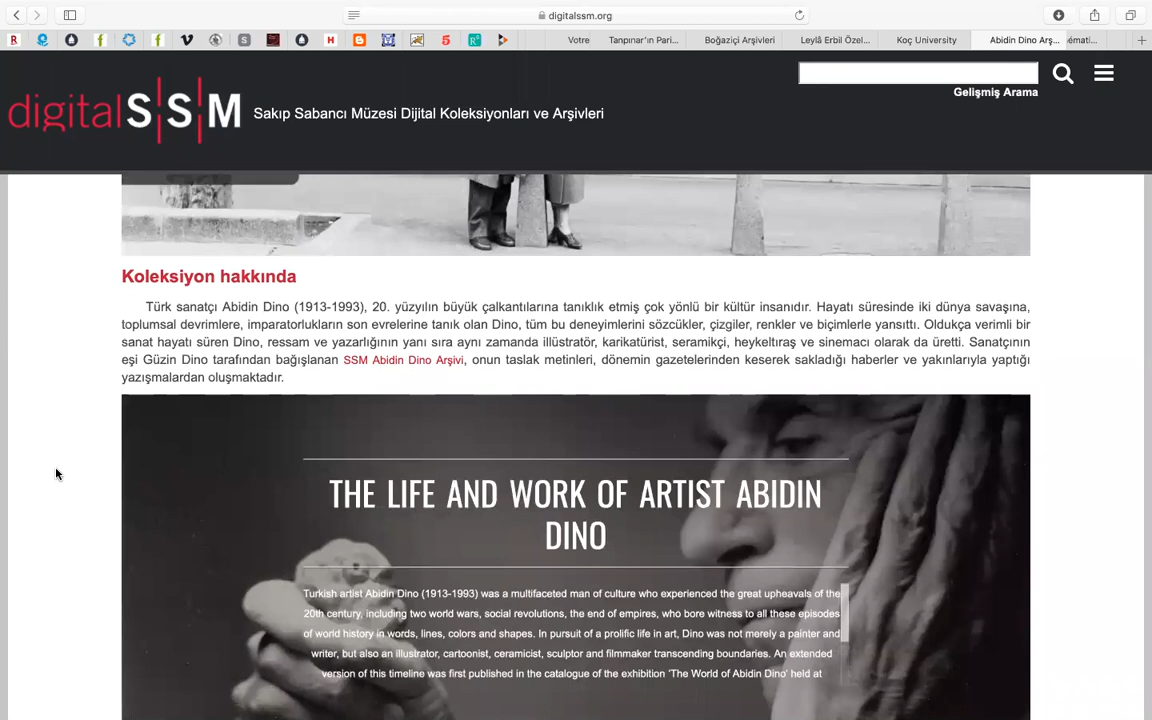 digitalssm.org
Votre
Tanpınar'ın Pari...
Boğaziçi Arşivleri
Leylâ Erbil Özel...
Koç University
Abidin Dino Arş...
émati...
Gelişmiş Arama
digitalSSM
Sakıp Sabancı Müzesi Dijital Koleksiyonları ve Arşivleri
Koleksiyon hakkında
Türk sanatçı Abidin Dino (1913-1993), 20. yüzyılın büyük çalkantılarına tanıklık etmiş çok yönlü bir kültür insanıdır. Hayatı süresinde iki dünya savaşına,
toplumsal devrimlere, imparatorlukların son evrelerine tanık olan Dino, tüm bu deneyimlerini sözcükler, çizgiler, renkler ve biçimlerle yansıttı. Oldukça verimli bir
sanat hayatı süren Dino, ressam ve yazarlığının yanı sıra aynı zamanda illüstratör, karikatürist, seramikçi, heykeltıraş ve sinemacı olarak da üretti. Sanatçının
eşi Güzin Dino tarafından bağışlanan SSM Abidin Dino Arşivi, onun taslak metinleri, dönemin gazetelerinden keserek sakladığı haberler ve yakınlarıyla yaptığı
yazışmalardan oluşmaktadır.
THE LIFE AND WORK OF ARTIST ABIDIN
DINO
Turkish artist Abidin Dino (1913-1993) was a multifaceted man of culture who experienced the great upheavals of the
20th century, including two world wars, social revolutions, the end of empires, who bore witness to all these episodes
of world history in words, lines, colors and shapes. In pursuit of a prolific life in art, Dino was not merely a painter and
writer, but also an illustrator, cartoonist, ceramicist, sculptor and filmmaker transcending boundaries. An extended
version of this timeline was first published in the catalogue of the exhibition 'The World of Abidin Dino' held at